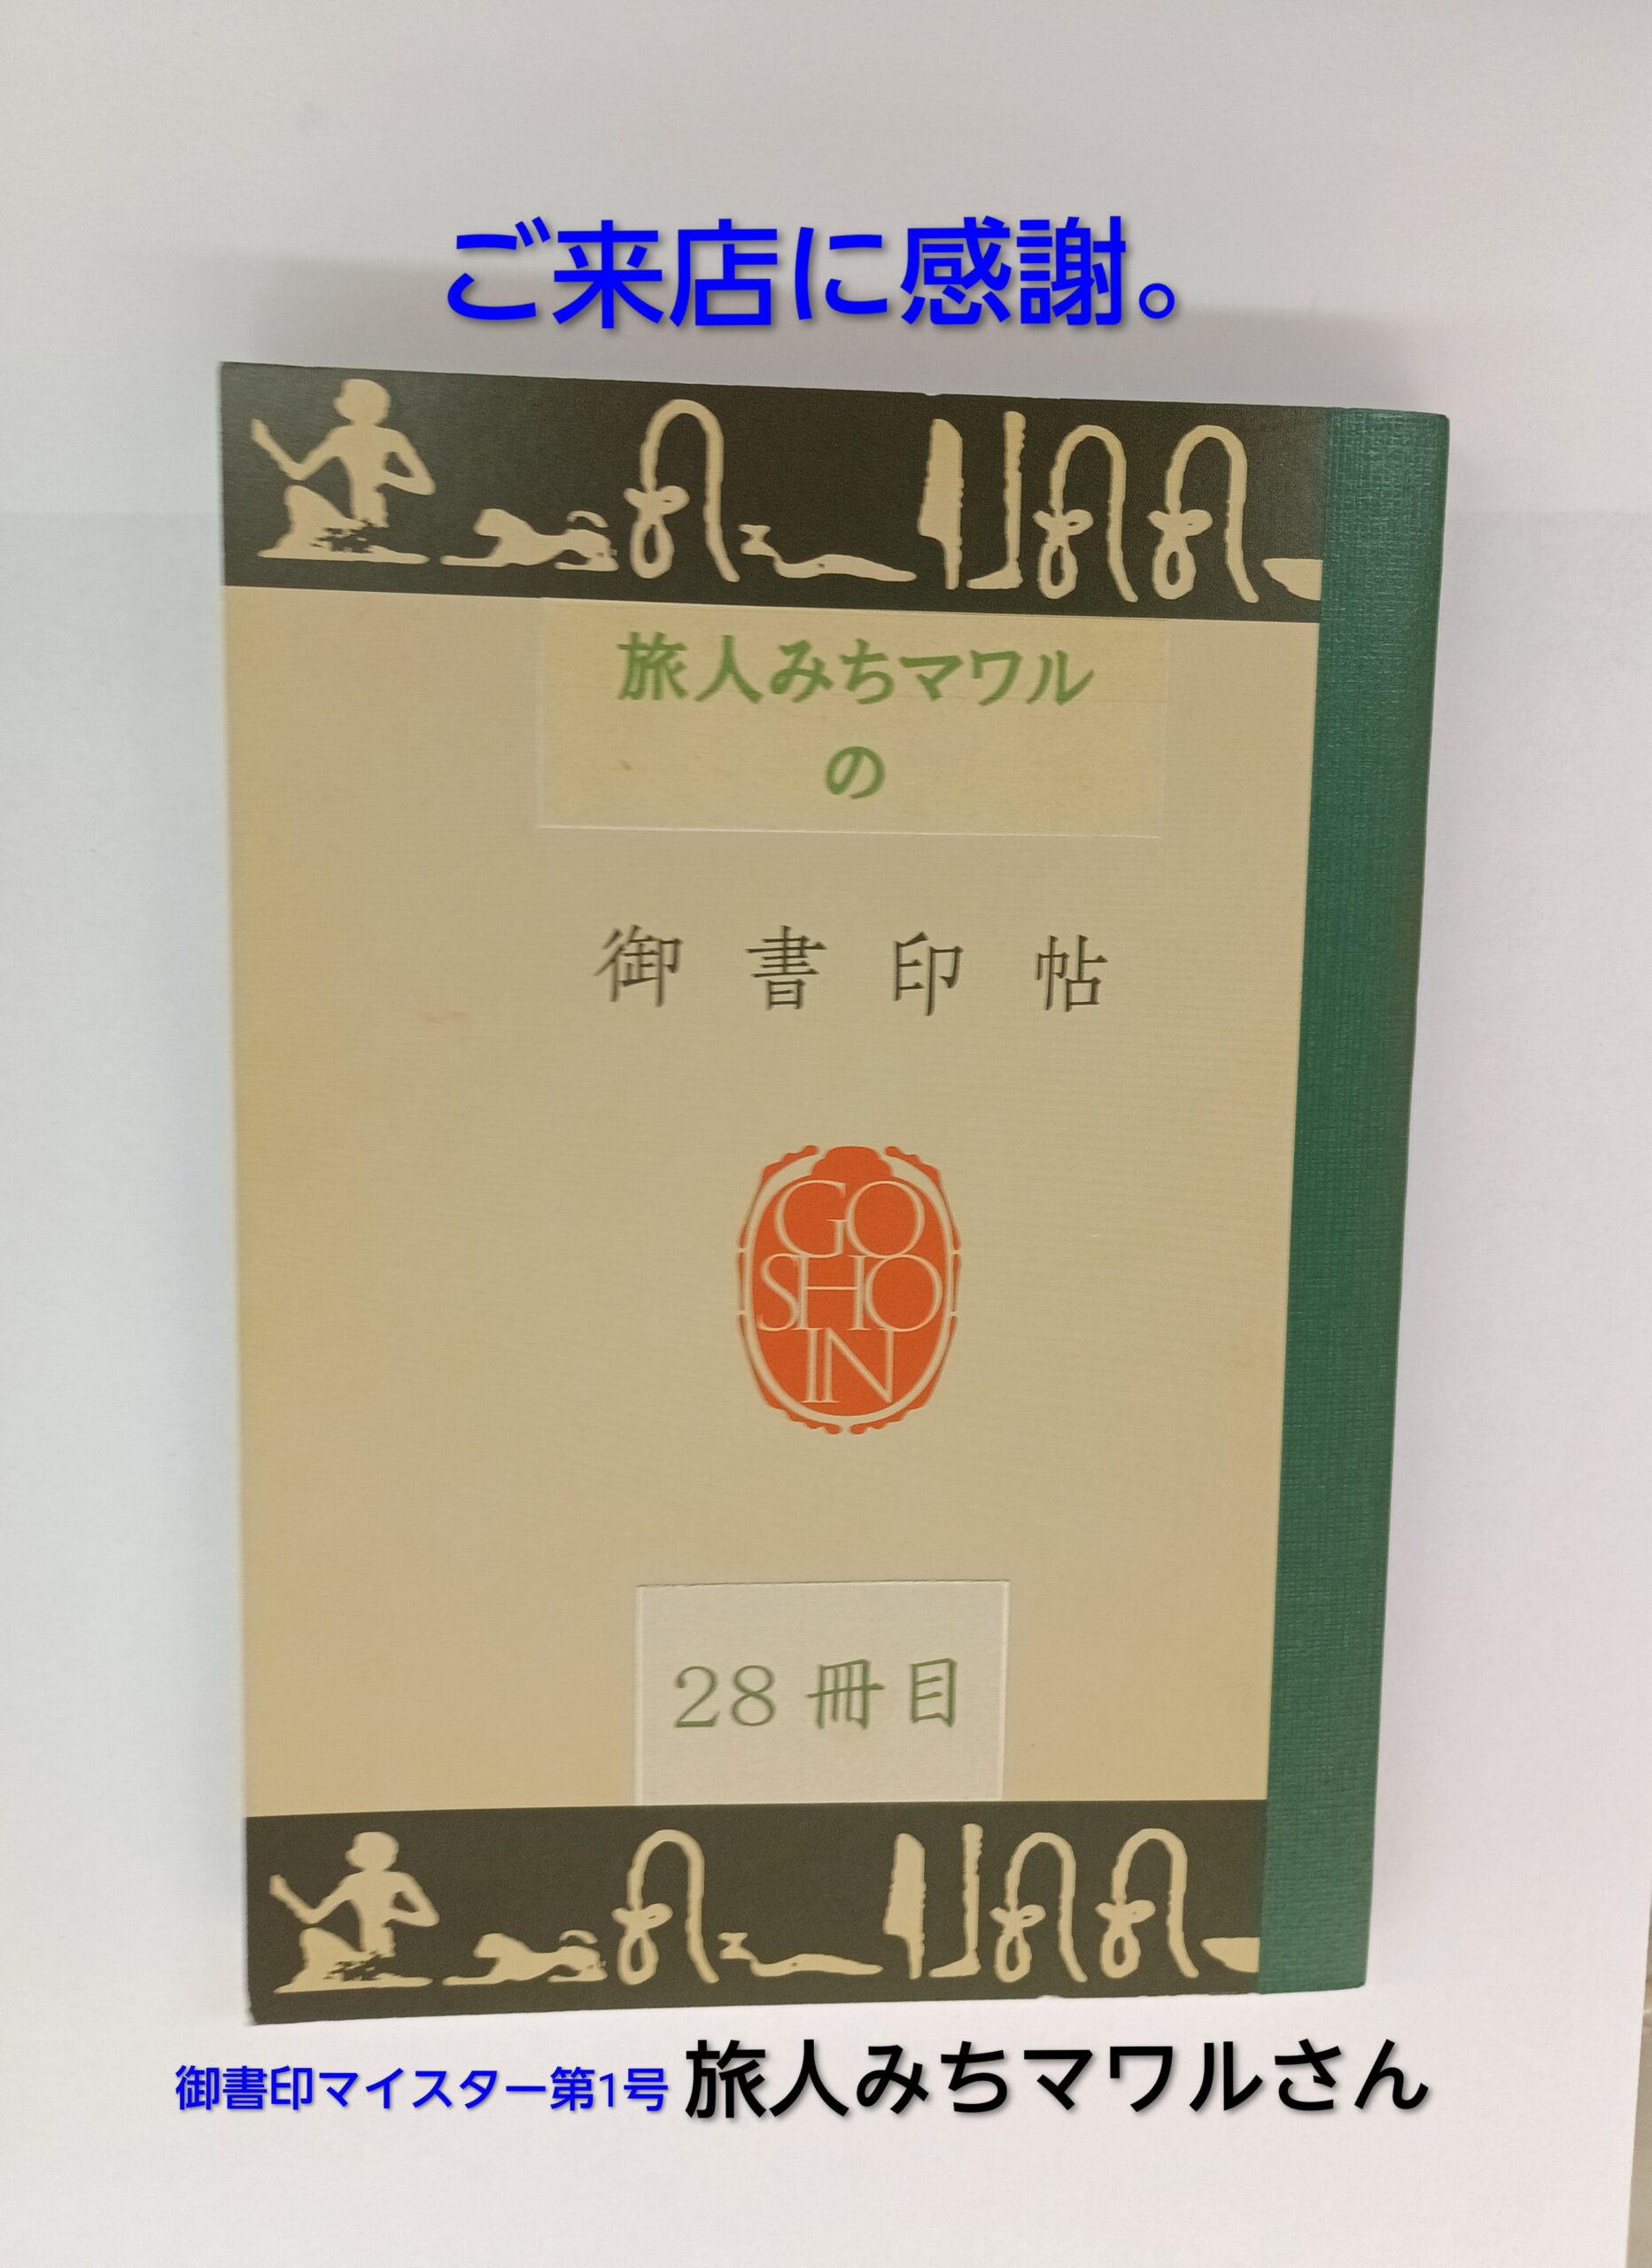 ご来店に感謝。
旅人みちマワル
の
御書印帖
GO
SHO
IN
28冊目
御書印マイスター第1号 旅人みちマワルさん